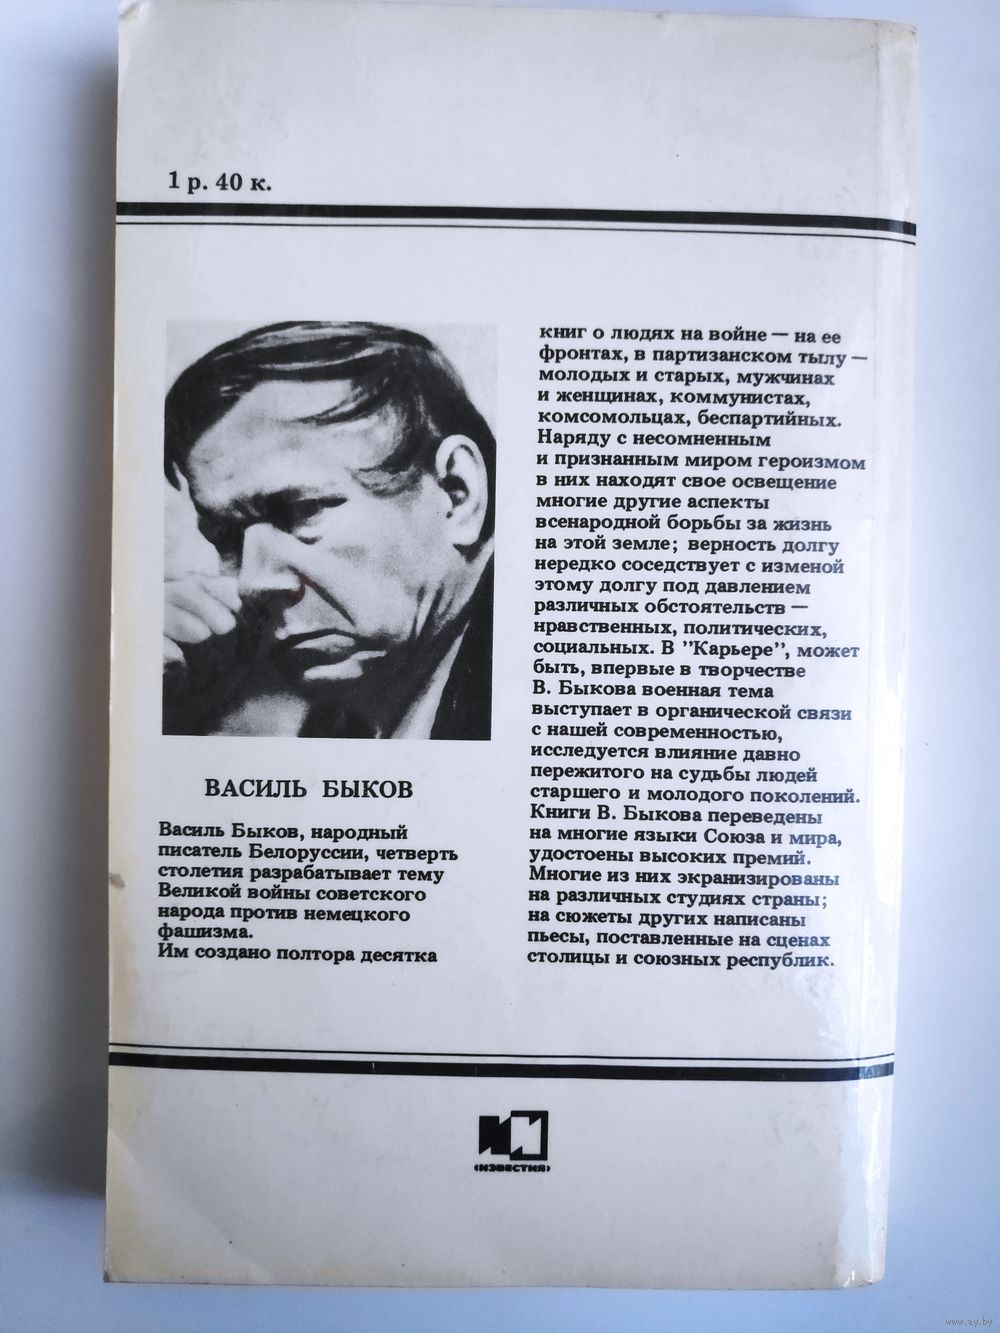 1 р. 40 к.
ВАСИЛЬ БЫКОВ
Василь Быков, народный
писатель Белоруссии, четверть
столетия разрабатывает тему
Великой войны советского
народа против немецкого
фашизма.
Им создано полтора десятка
книг о людях на войне — на ее
фронтах, в партизанском тылу —
молодых и старых, мужчинах
и женщинах, коммунистах,
комсомольцах, беспартийных.
Наряду с несомненным
и признанным миром героизмом
в них находят свое освещение
многие другие аспекты
всенародной борьбы за жизнь
на этой земле; верность долгу
нередко соседствует с изменой
этому долгу под давлением
различных обстоятельств —
нравственных, политических,
социальных. В "Карьере", может
быть, впервые в творчестве
В. Быкова военная тема
выступает в органической связи
с нашей современностью,
исследуется влияние давно
пережитого на судьбы людей
старшего и молодого поколений.
Книги В. Быкова переведены
на многие языки Союза и мира,
удостоены высоких премий.
Многие из них экранизированы
на различных студиях страны;
на сюжеты других написаны
пьесы, поставленные на сценах
столицы и союзных республик.
«ИЗВЕСТИЯ»
www.ay.by